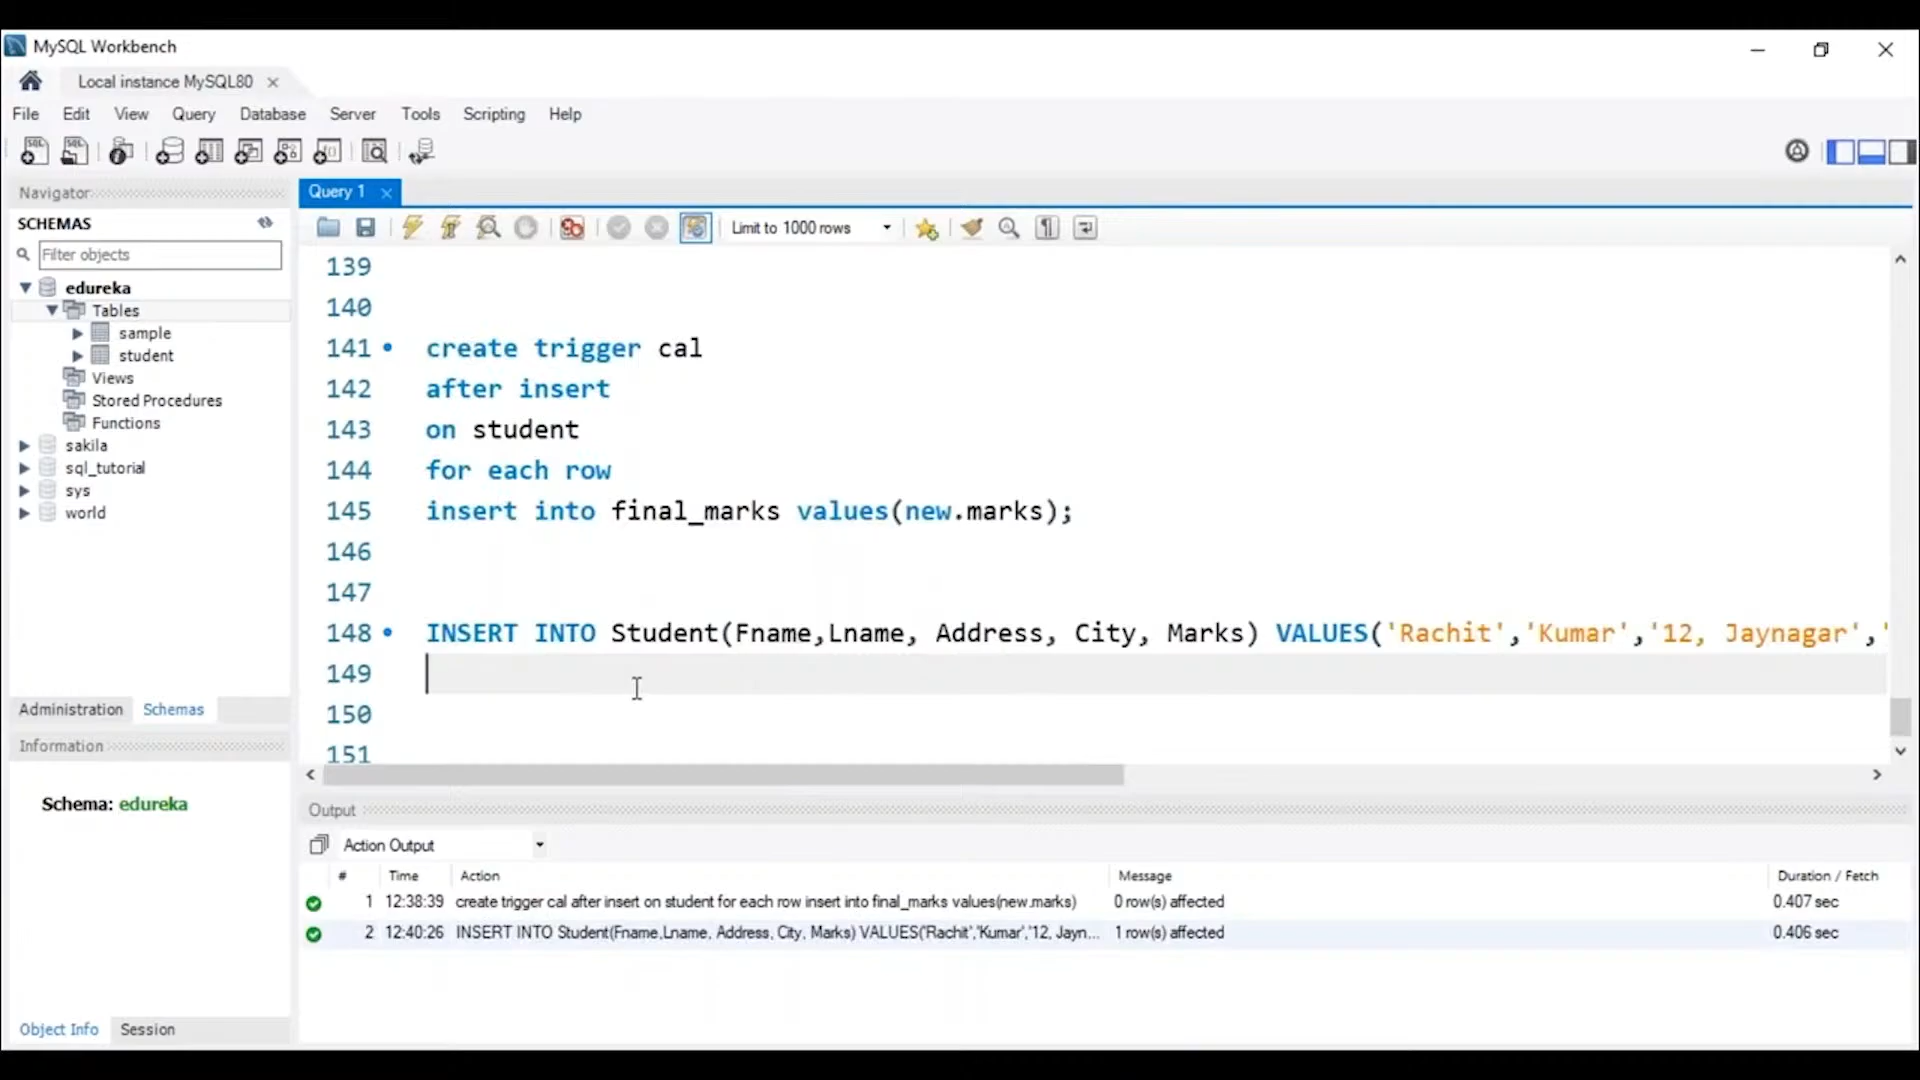 MySQL Workbench
Local instance MySQL80
File Edit View Query Database Server Tools Scripting Help
Navigator
SCHEMAS
Filter objects
edureka
Tables
sample
student
Views
Stored Procedures
Functions
sakila
sql_tutorial
sys
world
Administration Schemas
Information
Schema: edureka
Object Info Session
Query 1
Limit to 1000 rows
139
140
141 create trigger cal
142 after insert
143 on student
144 for each row
145 insert into final_marks values(new.marks);
146
147
148 INSERT INTO Student(Fname,Lname, Address, City, Marks) VALUES('Rachit','Kumar','12, Jaynagar','
149
150
151
Output
Action Output
# Time Action Message Duration / Fetch
1 12:38:39 create trigger cal after insert on student for each row insert into final_marks values(new.marks) 0 row(s) affected 0.407 sec
2 12:40:26 INSERT INTO Student(Fname,Lname, Address, City, Marks) VALUES('Rachit','Kumar','12, Jayn... 1 row(s) affected 0.406 sec